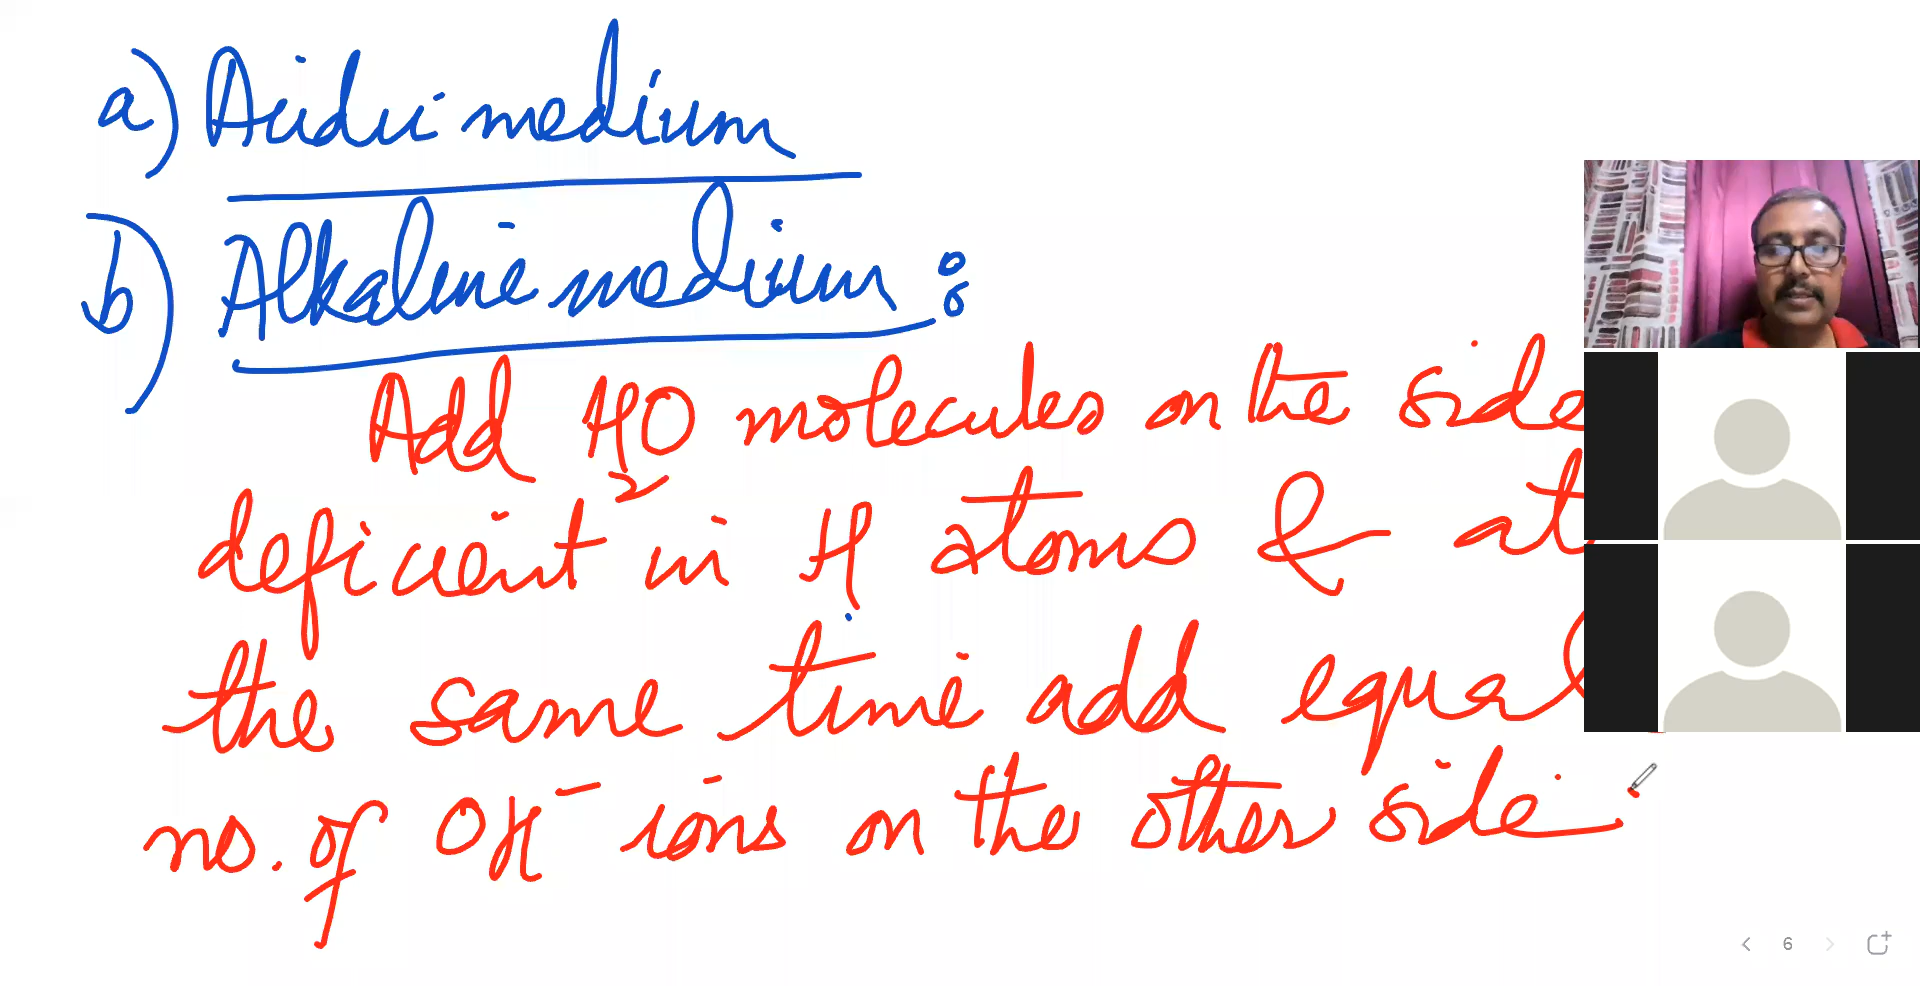 a) Acidic medium
b) Alkaline medium :
Add H2O molecules on the side
deficient in H atoms & at
the same time add equal
no. of OH⁻ ions on the other side.
6